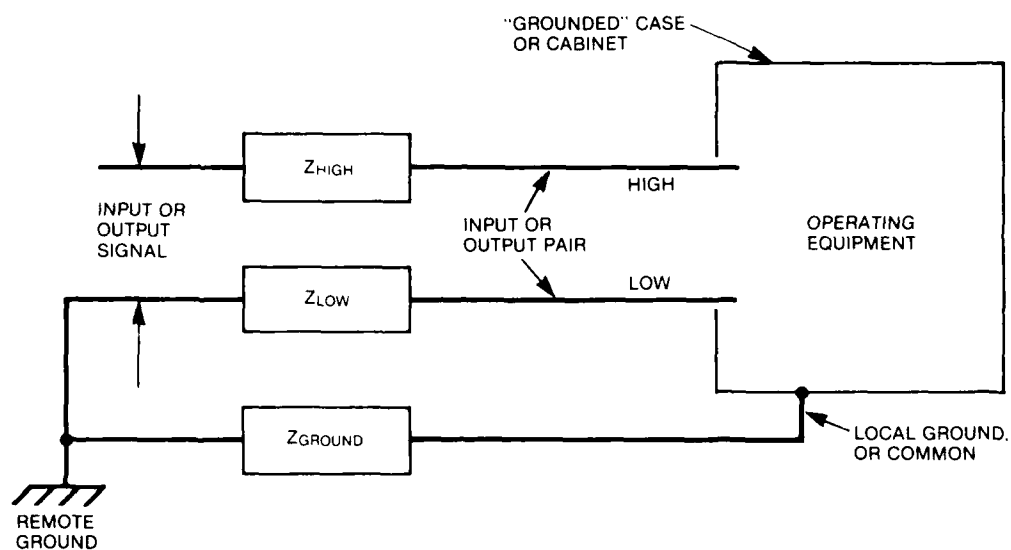 "GROUNDED" CASE
OR CABINET
ZHIGH
HIGH
INPUT OR
OUTPUT
SIGNAL
INPUT OR
OUTPUT PAIR
OPERATING
EQUIPMENT
ZLOW
LOW
ZGROUND
LOCAL GROUND,
OR COMMON
REMOTE
GROUND